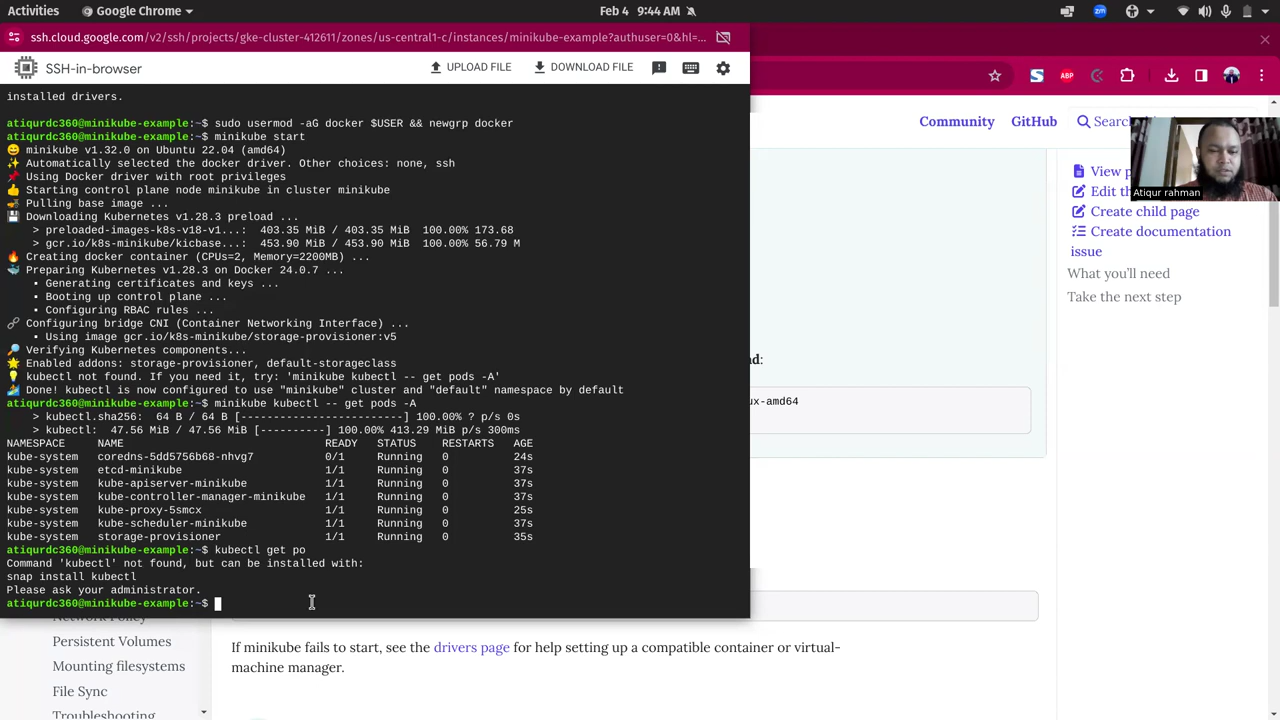 Activities
Google Chrome
Feb 4 9:44 AM
ssh.cloud.google.com/v2/ssh/projects/gke-cluster-412611/zones/us-central1-c/instances/minikube-example?authuser=0&hl=...
SSH-in-browser
UPLOAD FILE
DOWNLOAD FILE
installed drivers.
atiqurdc360@minikube-example:~$ sudo usermod -aG docker $USER && newgrp docker
atiqurdc360@minikube-example:~$ minikube start
minikube v1.32.0 on Ubuntu 22.04 (amd64)
Automatically selected the docker driver. Other choices: none, ssh
Using Docker driver with root privileges
Starting control plane node minikube in cluster minikube
Pulling base image ...
Downloading Kubernetes v1.28.3 preload ...
> preloaded-images-k8s-v18-v1...: 403.35 MiB / 403.35 MiB 100.00% 173.68
> gcr.io/k8s-minikube/kicbase...: 453.90 MiB / 453.90 MiB 100.00% 56.79 M
Creating docker container (CPUs=2, Memory=2200MB) ...
Preparing Kubernetes v1.28.3 on Docker 24.0.7 ...
• Generating certificates and keys ...
• Booting up control plane ...
• Configuring RBAC rules ...
Configuring bridge CNI (Container Networking Interface) ...
• Using image gcr.io/k8s-minikube/storage-provisioner:v5
Verifying Kubernetes components...
Enabled addons: storage-provisioner, default-storageclass
kubectl not found. If you need it, try: 'minikube kubectl -- get pods -A'
Done! kubectl is now configured to use "minikube" cluster and "default" namespace by default
atiqurdc360@minikube-example:~$ minikube kubectl -- get pods -A
> kubectl.sha256: 64 B / 64 B [-------------------------] 100.00% ? p/s 0s
> kubectl: 47.56 MiB / 47.56 MiB [----------] 100.00% 413.29 MiB p/s 300ms
NAMESPACE NAME READY STATUS RESTARTS AGE
kube-system coredns-5dd5756b68-nhvg7 0/1 Running 0 24s
kube-system etcd-minikube 1/1 Running 0 37s
kube-system kube-apiserver-minikube 1/1 Running 0 37s
kube-system kube-controller-manager-minikube 1/1 Running 0 37s
kube-system kube-proxy-5smcx 1/1 Running 0 25s
kube-system kube-scheduler-minikube 1/1 Running 0 37s
kube-system storage-provisioner 1/1 Running 0 35s
atiqurdc360@minikube-example:~$ kubectl get po
Command 'kubectl' not found, but can be installed with:
snap install kubectl
Please ask your administrator.
atiqurdc360@minikube-example:~$
Persistent Volumes
Mounting filesystems
File Sync
Troubleshooting
ABP
Community
GitHub
Search
View p
Edit th
Create child page
Create documentation
issue
What you'll need
Take the next step
Atiqur rahman
d:
ux-amd64
If minikube fails to start, see the drivers page for help setting up a compatible container or virtual-
machine manager.